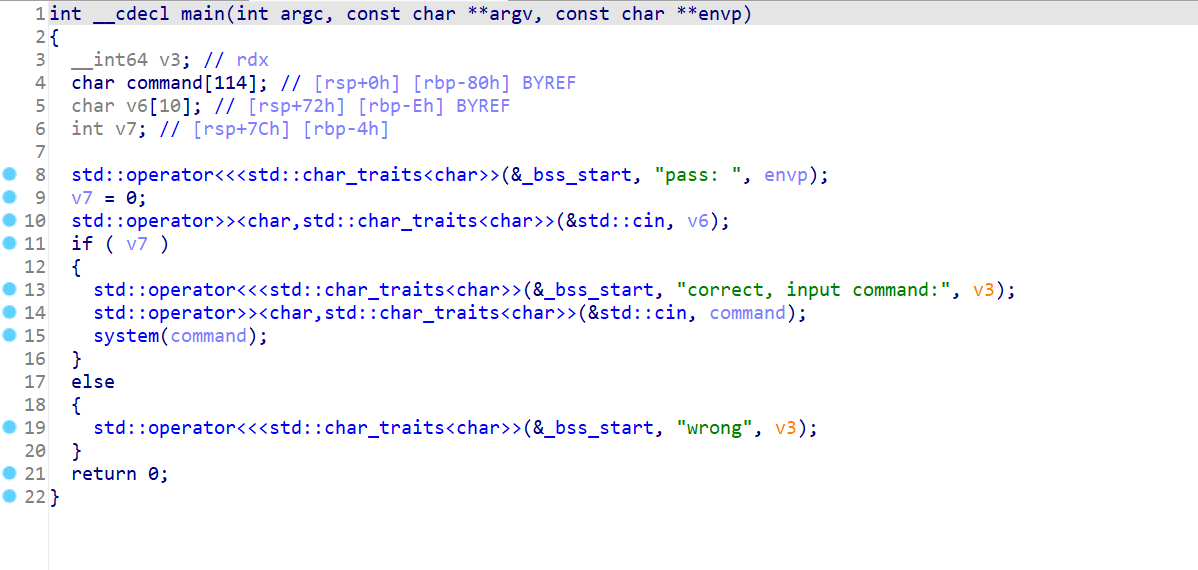 1 int __cdecl main(int argc, const char **argv, const char **envp)
2 {
3 __int64 v3; // rdx
4 char command[114]; // [rsp+0h] [rbp-80h] BYREF
5 char v6[10]; // [rsp+72h] [rbp-Eh] BYREF
6 int v7; // [rsp+7Ch] [rbp-4h]
7
8 std::operator<<<std::char_traits<char>>(&_bss_start, "pass: ", envp);
9 v7 = 0;
10 std::operator>><char,std::char_traits<char>>(&std::cin, v6);
11 if ( v7 )
12 {
13 std::operator<<<std::char_traits<char>>(&_bss_start, "correct, input command:", v3);
14 std::operator>><char,std::char_traits<char>>(&std::cin, command);
15 system(command);
16 }
17 else
18 {
19 std::operator<<<std::char_traits<char>>(&_bss_start, "wrong", v3);
20 }
21 return 0;
22 }